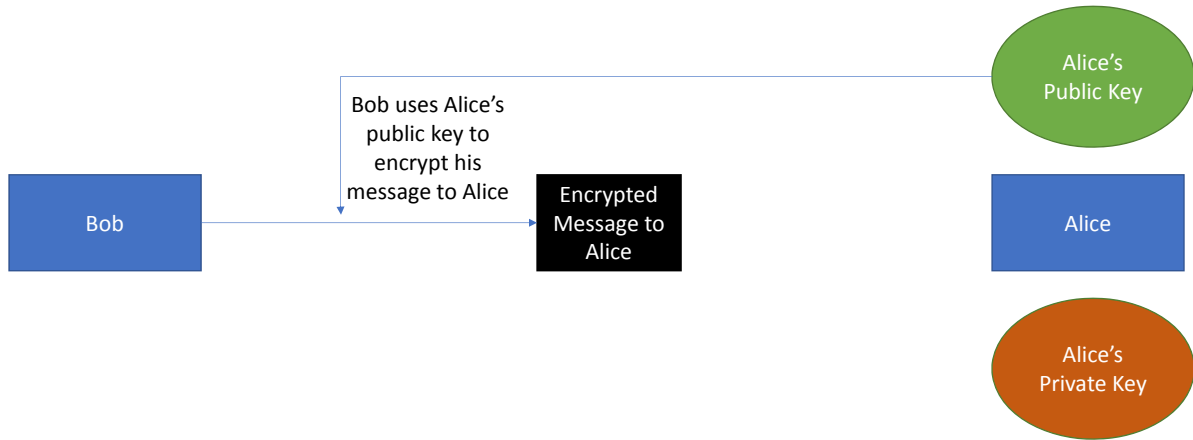 Alice’s
Public Key
Bob uses Alice’s
public key to
encrypt his
message to Alice
Bob
Encrypted
Message to
Alice
Alice
Alice’s
Private Key